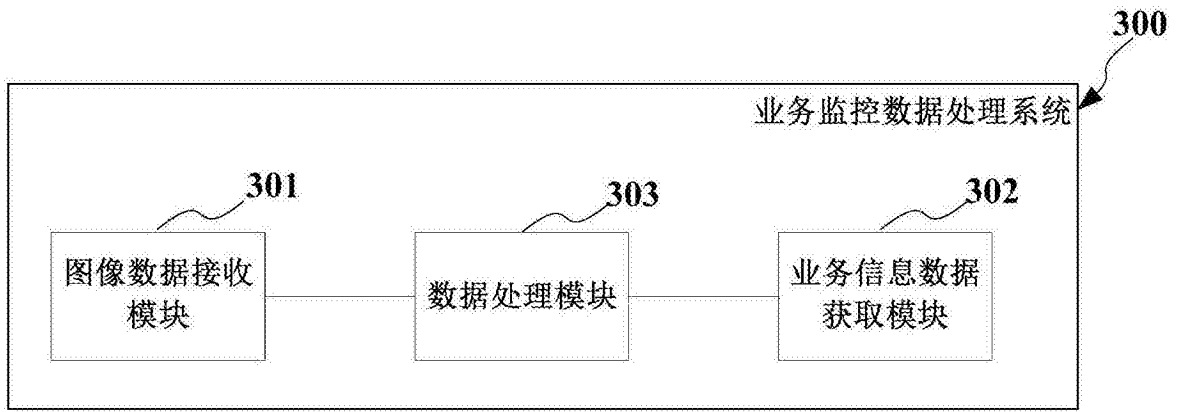 300
业务监控数据处理系统
301
303
302
图像数据接收
模块
数据处理模块
业务信息数据
获取模块